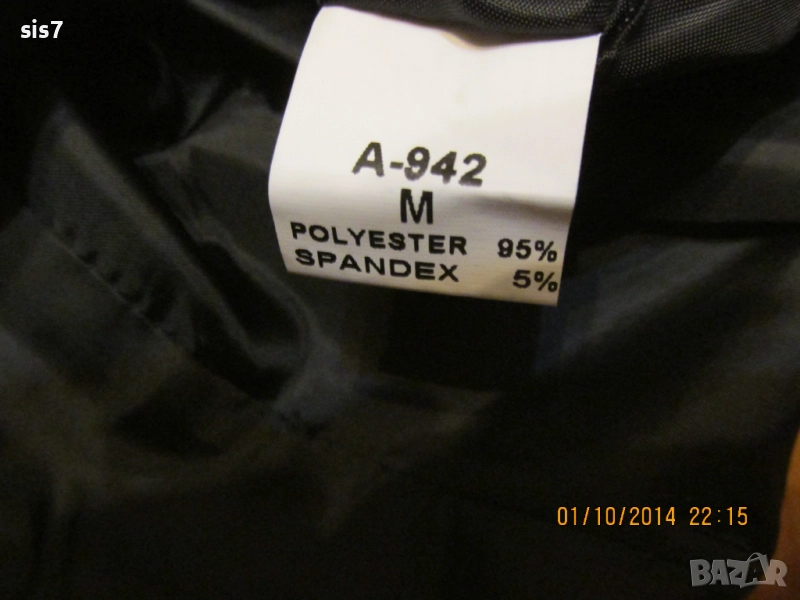 sis7
A-942
M
POLYESTER 95%
SPANDEX 5%
01/10/2014 22:15
BAZAR